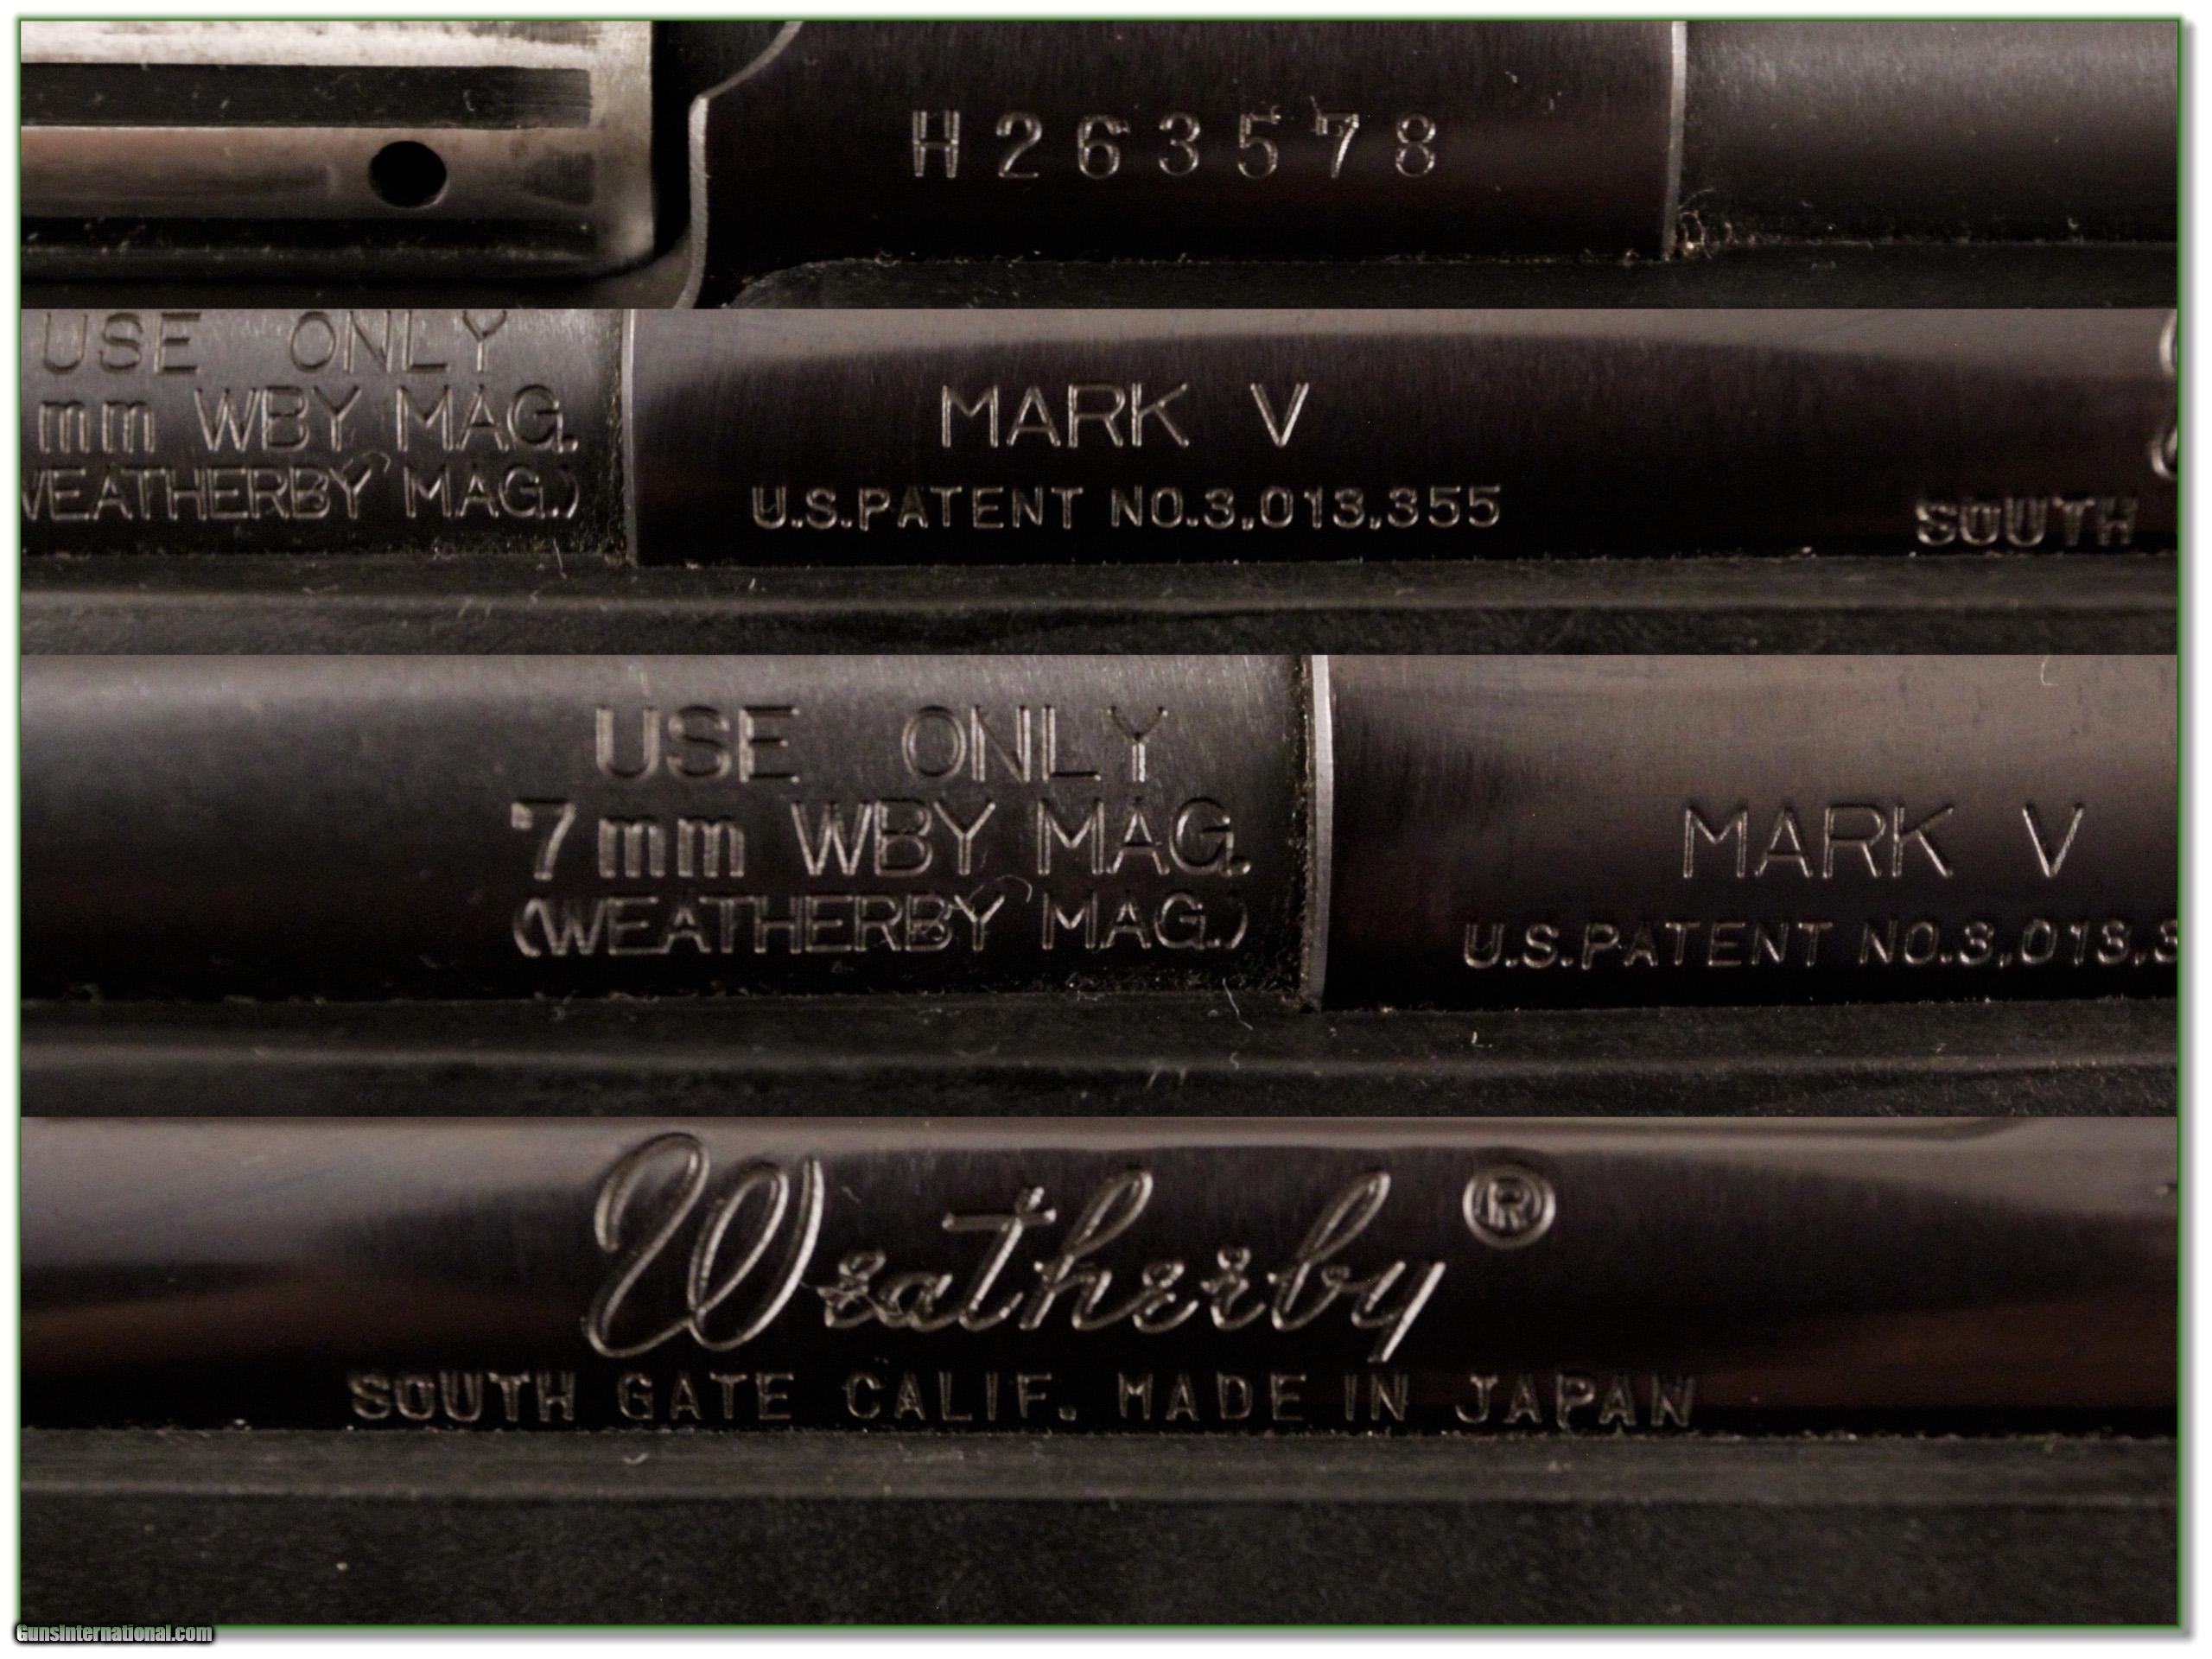 H263578
USE ONLY
mm WBY MAG.
WEATHERBY MAG.)
MARK V
U.S.PATENT NO.3,013,355
SOUTH
USE ONLY
7mm WBY MAG.
(WEATHERBY MAG.)
MARK V
U.S.PATENT NO.3,013,3
Weatherby®
SOUTH GATE CALIF. MADE IN JAPAN
GunsInternational.com